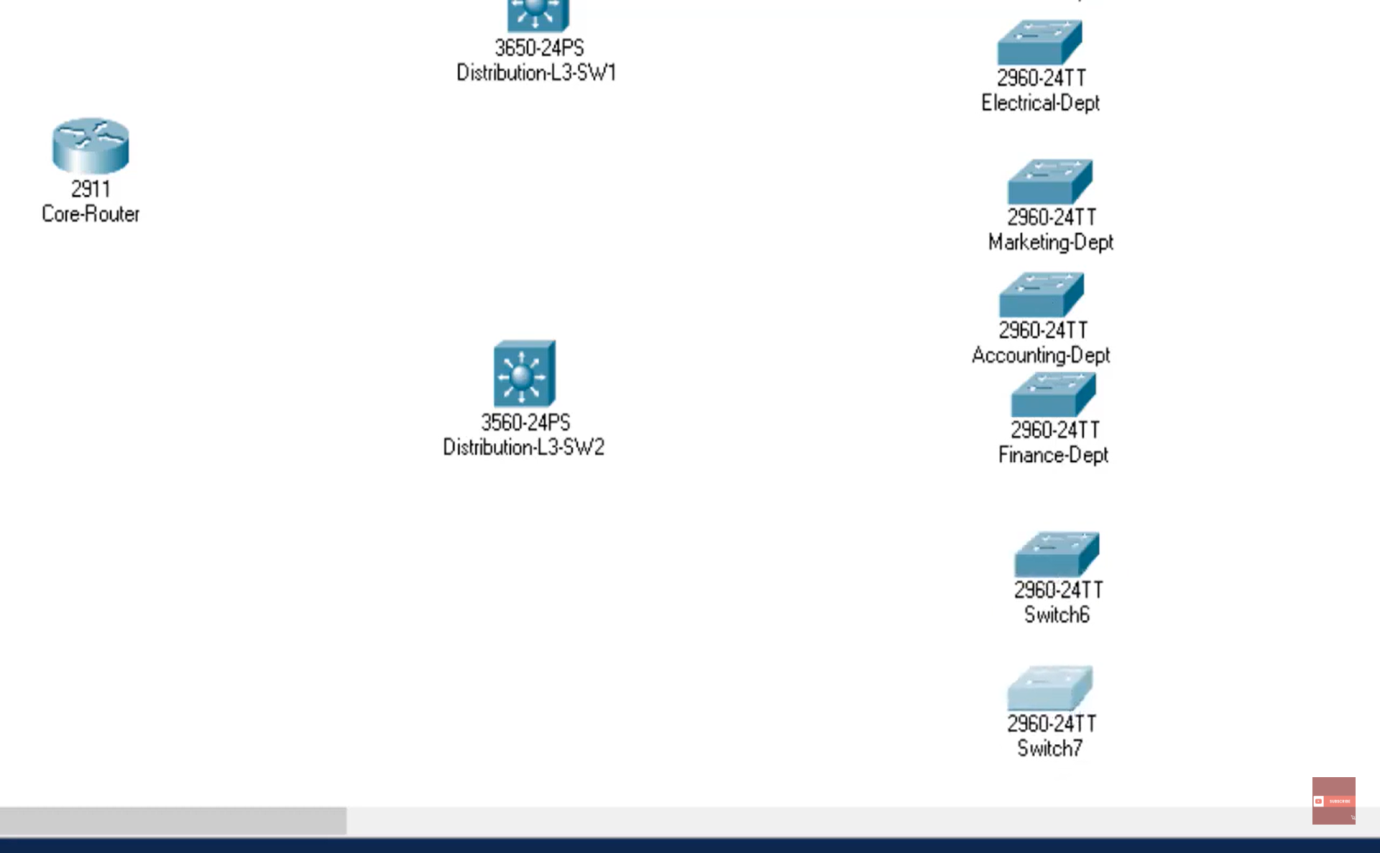 3650-24PS
Distribution-L3-SW1
2960-24TT
Electrical-Dept
2911
Core-Router
2960-24TT
Marketing-Dept
2960-24TT
Accounting-Dept
3560-24PS
Distribution-L3-SW2
2960-24TT
Finance-Dept
2960-24TT
Switch6
2960-24TT
Switch7
SUBSCRIBE